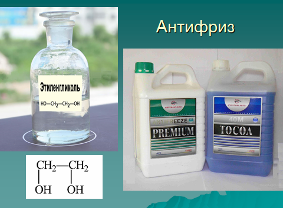 Антифриз
Этиленгликоль
HO—CH₂—CH₂—OH
CH₂—CH₂
OH OH
PREMIUM
ТОСОЛ